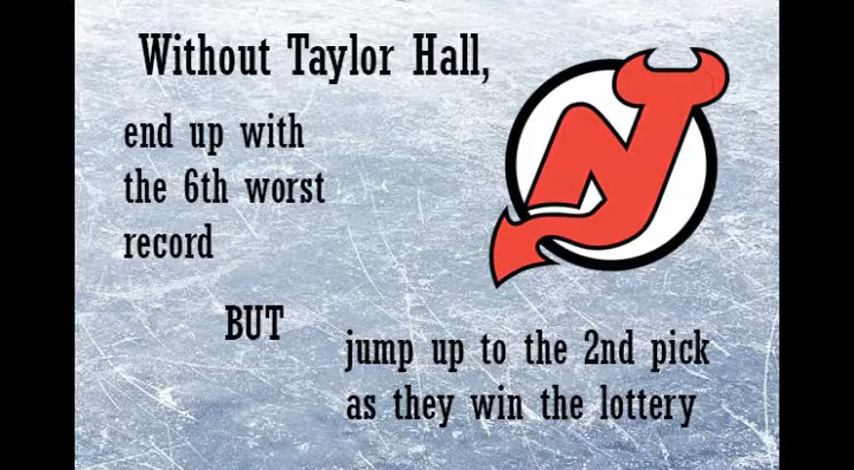 Without Taylor Hall,
end up with
the 6th worst
record
BUT
jump up to the 2nd pick
as they win the lottery